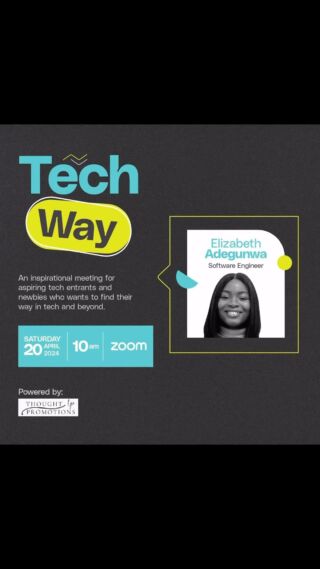 Tech
Way
An inspirational meeting for
aspiring tech entrants and
newbies who wants to find their
way in tech and beyond.
SATURDAY
20 APRIL 2024
10am
zoom
Powered by:
THOUGHT Up
PROMOTIONS
Elizabeth
Adegunwa
Software Engineer